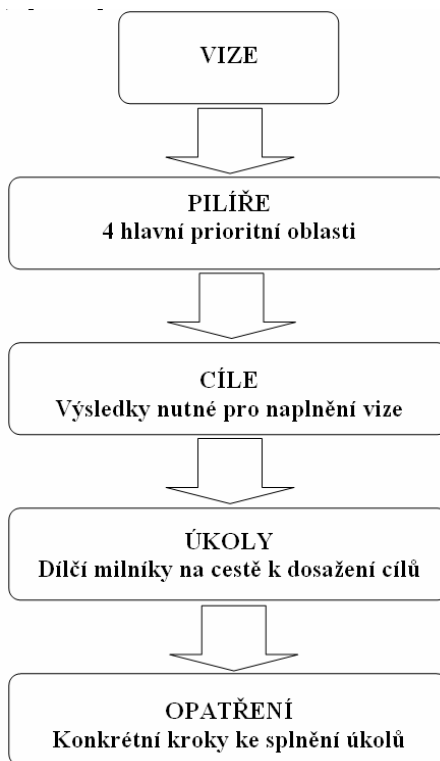 VIZE
PILÍŘE
4 hlavní prioritní oblasti
CÍLE
Výsledky nutné pro naplnění vize
ÚKOLY
Dílčí milníky na cestě k dosažení cílů
OPATŘENÍ
Konkrétní kroky ke splnění úkolů